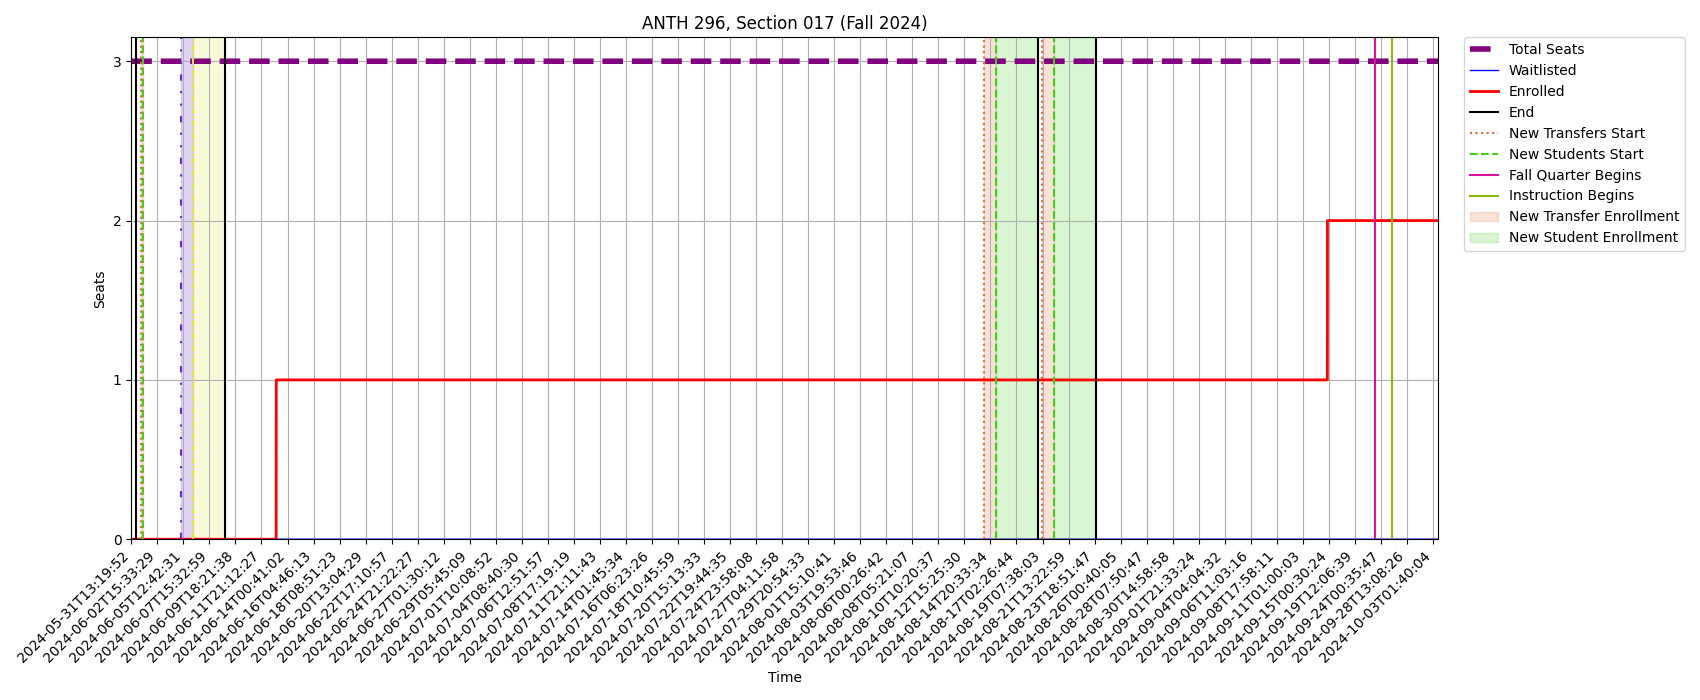 ANTH 296, Section 017 (Fall 2024)
3
2
1
0
Seats
2024-05-31T13:19:52
2024-06-02T15:33:29
2024-06-05T12:42:31
2024-06-07T15:32:59
2024-06-09T18:21:38
2024-06-11T21:12:27
2024-06-14T00:41:02
2024-06-16T04:46:13
2024-06-18T08:51:23
2024-06-20T13:04:29
2024-06-22T17:10:57
2024-06-24T21:22:27
2024-06-27T01:30:12
2024-06-29T05:45:09
2024-07-01T10:08:52
2024-07-04T08:40:30
2024-07-06T12:51:57
2024-07-08T17:19:19
2024-07-11T21:11:43
2024-07-14T01:45:34
2024-07-16T06:23:26
2024-07-18T10:45:59
2024-07-20T15:13:33
2024-07-22T19:44:35
2024-07-24T23:58:08
2024-07-27T04:11:58
2024-07-29T20:54:33
2024-08-01T15:10:41
2024-08-03T19:53:46
2024-08-06T00:26:42
2024-08-08T05:21:07
2024-08-10T10:20:37
2024-08-12T15:25:30
2024-08-14T20:33:34
2024-08-17T02:26:44
2024-08-19T07:38:03
2024-08-21T13:22:59
2024-08-23T18:51:47
2024-08-26T00:40:05
2024-08-28T07:50:47
2024-08-30T14:58:58
2024-09-01T21:33:24
2024-09-04T04:04:32
2024-09-06T11:03:16
2024-09-08T17:58:11
2024-09-11T01:00:03
2024-09-15T00:30:24
2024-09-19T12:06:39
2024-09-24T00:35:47
2024-09-28T13:08:26
2024-10-03T01:40:04
Time
Total Seats
Waitlisted
Enrolled
End
New Transfers Start
New Students Start
Fall Quarter Begins
Instruction Begins
New Transfer Enrollment
New Student Enrollment